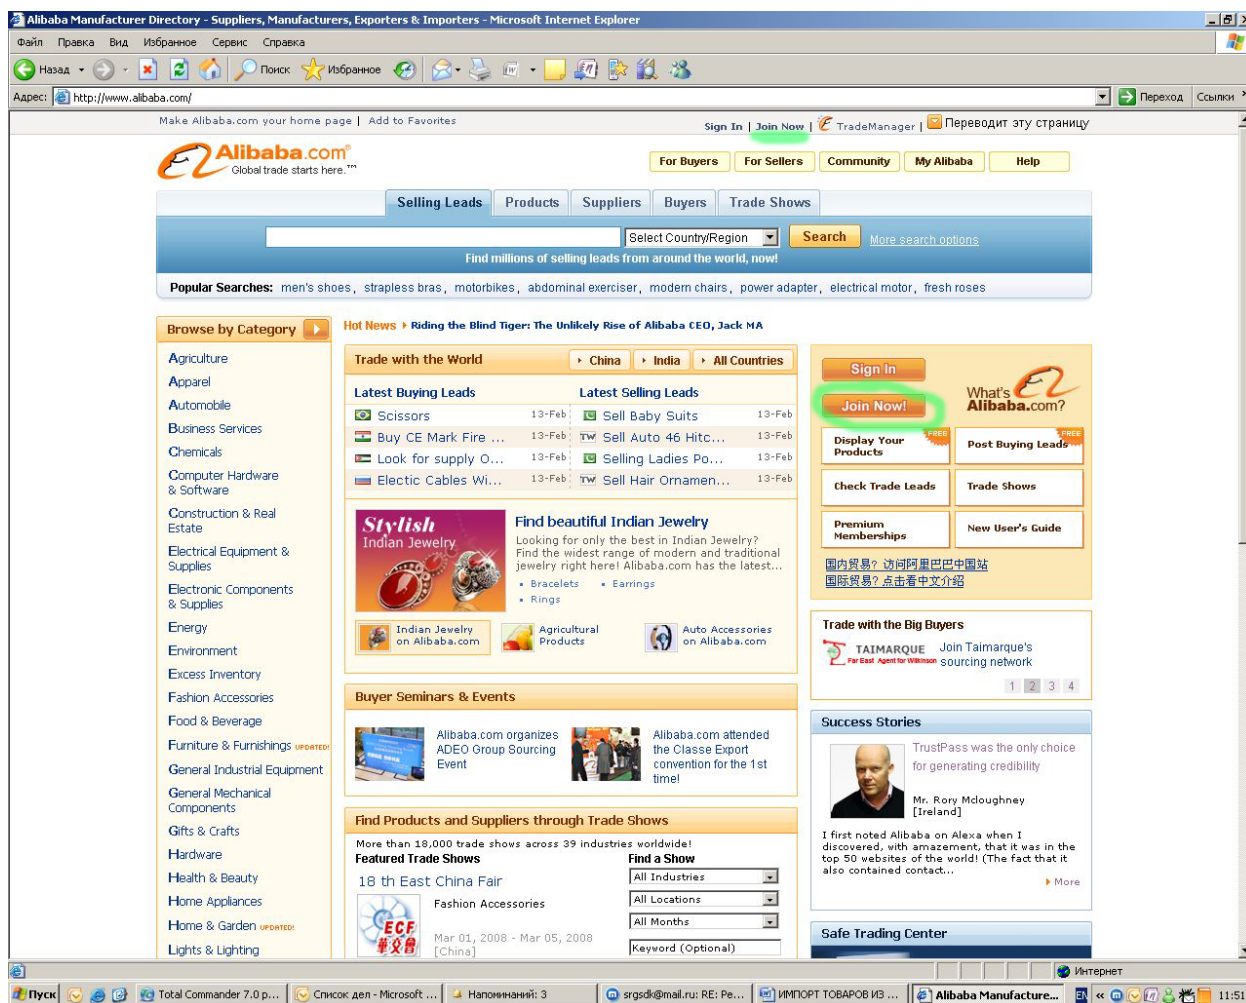 Alibaba Manufacturer Directory - Suppliers, Manufacturers, Exporters & Importers - Microsoft Internet Explorer
Файл Правка Вид Избранное Сервис Справка
Назад Поиск Избранное
Адрес: http://www.alibaba.com/ Переход Ссылки
Make Alibaba.com your home page | Add to Favorites
Sign In | Join Now | TradeManager | Переводит эту страницу
Alibaba.com®
Global trade starts here.™
For Buyers For Sellers Community My Alibaba Help
Selling Leads Products Suppliers Buyers Trade Shows
Select Country/Region Search More search options
Find millions of selling leads from around the world, now!
Popular Searches: men's shoes, strapless bras, motorbikes, abdominal exerciser, modern chairs, power adapter, electrical motor, fresh roses
Browse by Category
Agriculture
Apparel
Automobile
Business Services
Chemicals
Computer Hardware
& Software
Construction & Real
Estate
Electrical Equipment &
Supplies
Electronic Components
& Supplies
Energy
Environment
Excess Inventory
Fashion Accessories
Food & Beverage
Furniture & Furnishings UPDATED!
General Industrial Equipment
General Mechanical
Components
Gifts & Crafts
Hardware
Health & Beauty
Home Appliances
Home & Garden UPDATED!
Lights & Lighting
Hot News Riding the Blind Tiger: The Unlikely Rise of Alibaba CEO, Jack MA
Trade with the World China India All Countries
Latest Buying Leads Latest Selling Leads
Scissors 13-Feb Sell Baby Suits 13-Feb
Buy CE Mark Fire ... 13-Feb TW Sell Auto 46 Hitc... 13-Feb
Look for supply O... 13-Feb Selling Ladies Po... 13-Feb
Electic Cables Wi... 13-Feb TW Sell Hair Ornamen... 13-Feb
Stylish
Indian Jewelry
Find beautiful Indian Jewelry
Looking for only the best in Indian Jewelry?
Find the widest range of modern and traditional
jewelry right here! Alibaba.com has the latest...
Bracelets Earrings
Rings
Indian Jewelry
on Alibaba.com
Agricultural
Products
Auto Accessories
on Alibaba.com
Buyer Seminars & Events
Alibaba.com organizes
ADEO Group Sourcing
Event
Alibaba.com attended
the Classe Export
convention for the 1st
time!
Find Products and Suppliers through Trade Shows
More than 18,000 trade shows across 39 industries worldwide!
Featured Trade Shows
18 th East China Fair
ECF
華交會
Fashion Accessories
Mar 01, 2008 - Mar 05, 2008
[China]
Find a Show
All Industries
All Locations
All Months
Keyword (Optional)
Sign In
Join Now!
What's
Alibaba.com?
Display Your
Products
FREE
Post Buying Leads
FREE
Check Trade Leads Trade Shows
Premium
Memberships
New User's Guide
国内贸易? 访问阿里巴巴中国站
国际贸易? 点击看中文介绍
Trade with the Big Buyers
TAIMARQUE
Far East Agent for Wilkinson
Join Taimarque's
sourcing network
1 2 3 4
Success Stories
TrustPass was the only choice
for generating credibility
Mr. Rory Mcloughney
[Ireland]
I first noted Alibaba on Alexa when I
discovered, with amazement, that it was in the
top 50 websites of the world! (The fact that it
also contained contact...
More
Safe Trading Center
Интернет
Пуск Total Commander 7.0 p... Список дел - Microsoft ... Напоминаний: 3 srgsdk@mail.ru: RE: Pe... ИМПОРТ ТОВАРОВ ИЗ ... Alibaba Manufacture... EN « 11:51